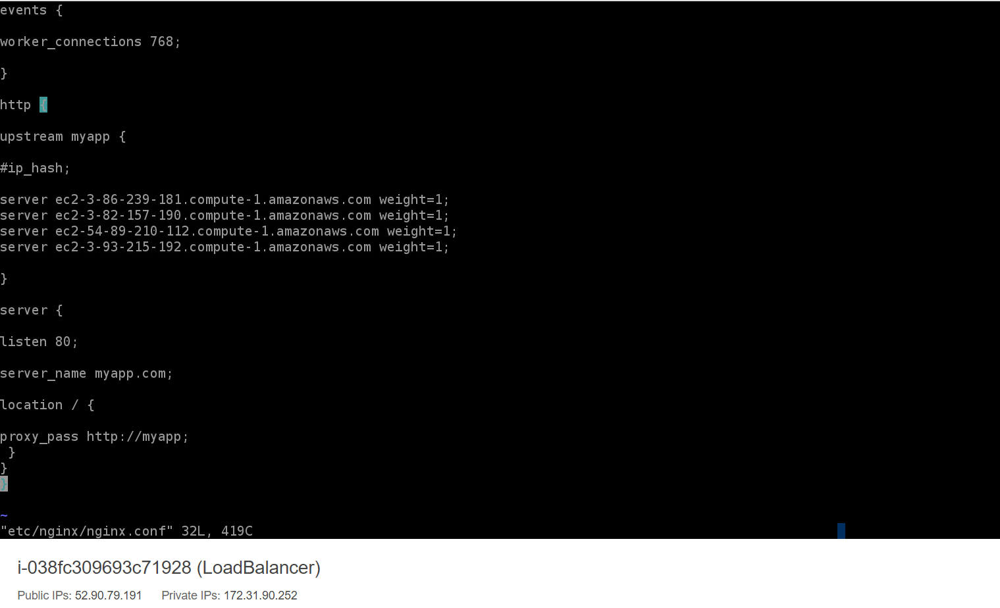 events {
worker_connections 768;
}
http {
upstream myapp {
#ip_hash;
server ec2-3-86-239-181.compute-1.amazonaws.com weight=1;
server ec2-3-82-157-190.compute-1.amazonaws.com weight=1;
server ec2-54-89-210-112.compute-1.amazonaws.com weight=1;
server ec2-3-93-215-192.compute-1.amazonaws.com weight=1;
}
server {
listen 80;
server_name myapp.com;
location / {
proxy_pass http://myapp;
 }
}
}
~
"etc/nginx/nginx.conf" 32L, 419C
i-038fc309693c71928 (LoadBalancer)
Public IPs: 52.90.79.191 Private IPs: 172.31.90.252